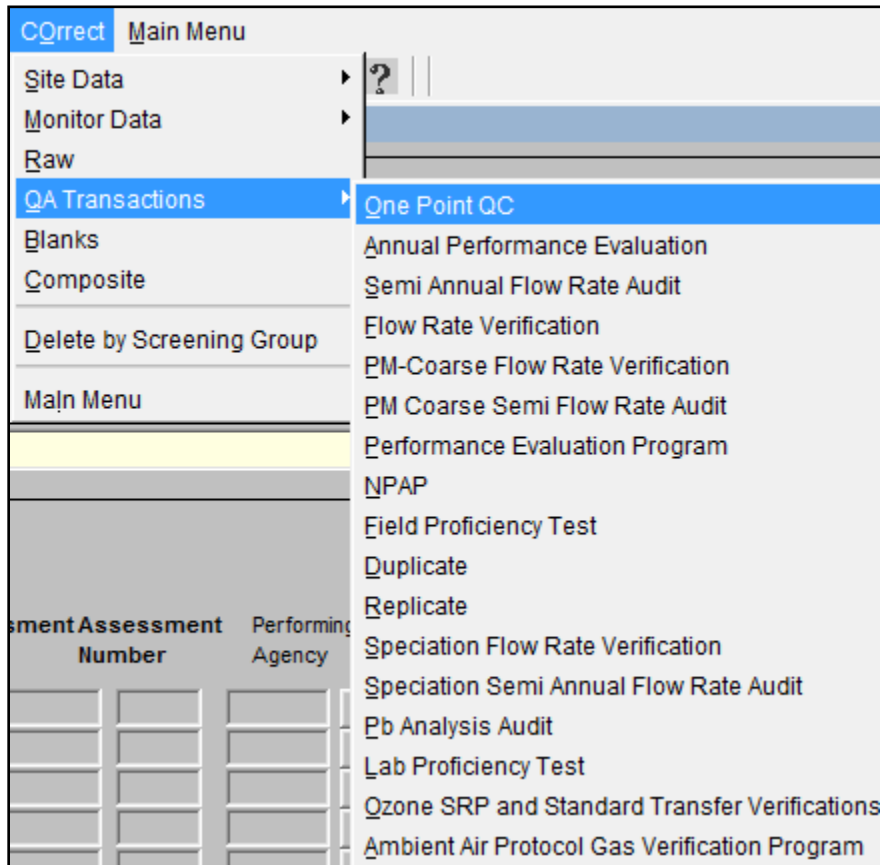 COrrect Main Menu
Site Data
Monitor Data
Raw
QA Transactions
Blanks
Composite
Delete by Screening Group
MaIn Menu
?
One Point QC
Annual Performance Evaluation
Semi Annual Flow Rate Audit
Flow Rate Verification
PM-Coarse Flow Rate Verification
PM Coarse Semi Flow Rate Audit
Performance Evaluation Program
NPAP
Field Proficiency Test
Duplicate
Replicate
Speciation Flow Rate Verification
Speciation Semi Annual Flow Rate Audit
Pb Analysis Audit
Lab Proficiency Test
Ozone SRP and Standard Transfer Verifications
Ambient Air Protocol Gas Verification Program
sment Assessment Performing
Number Agency